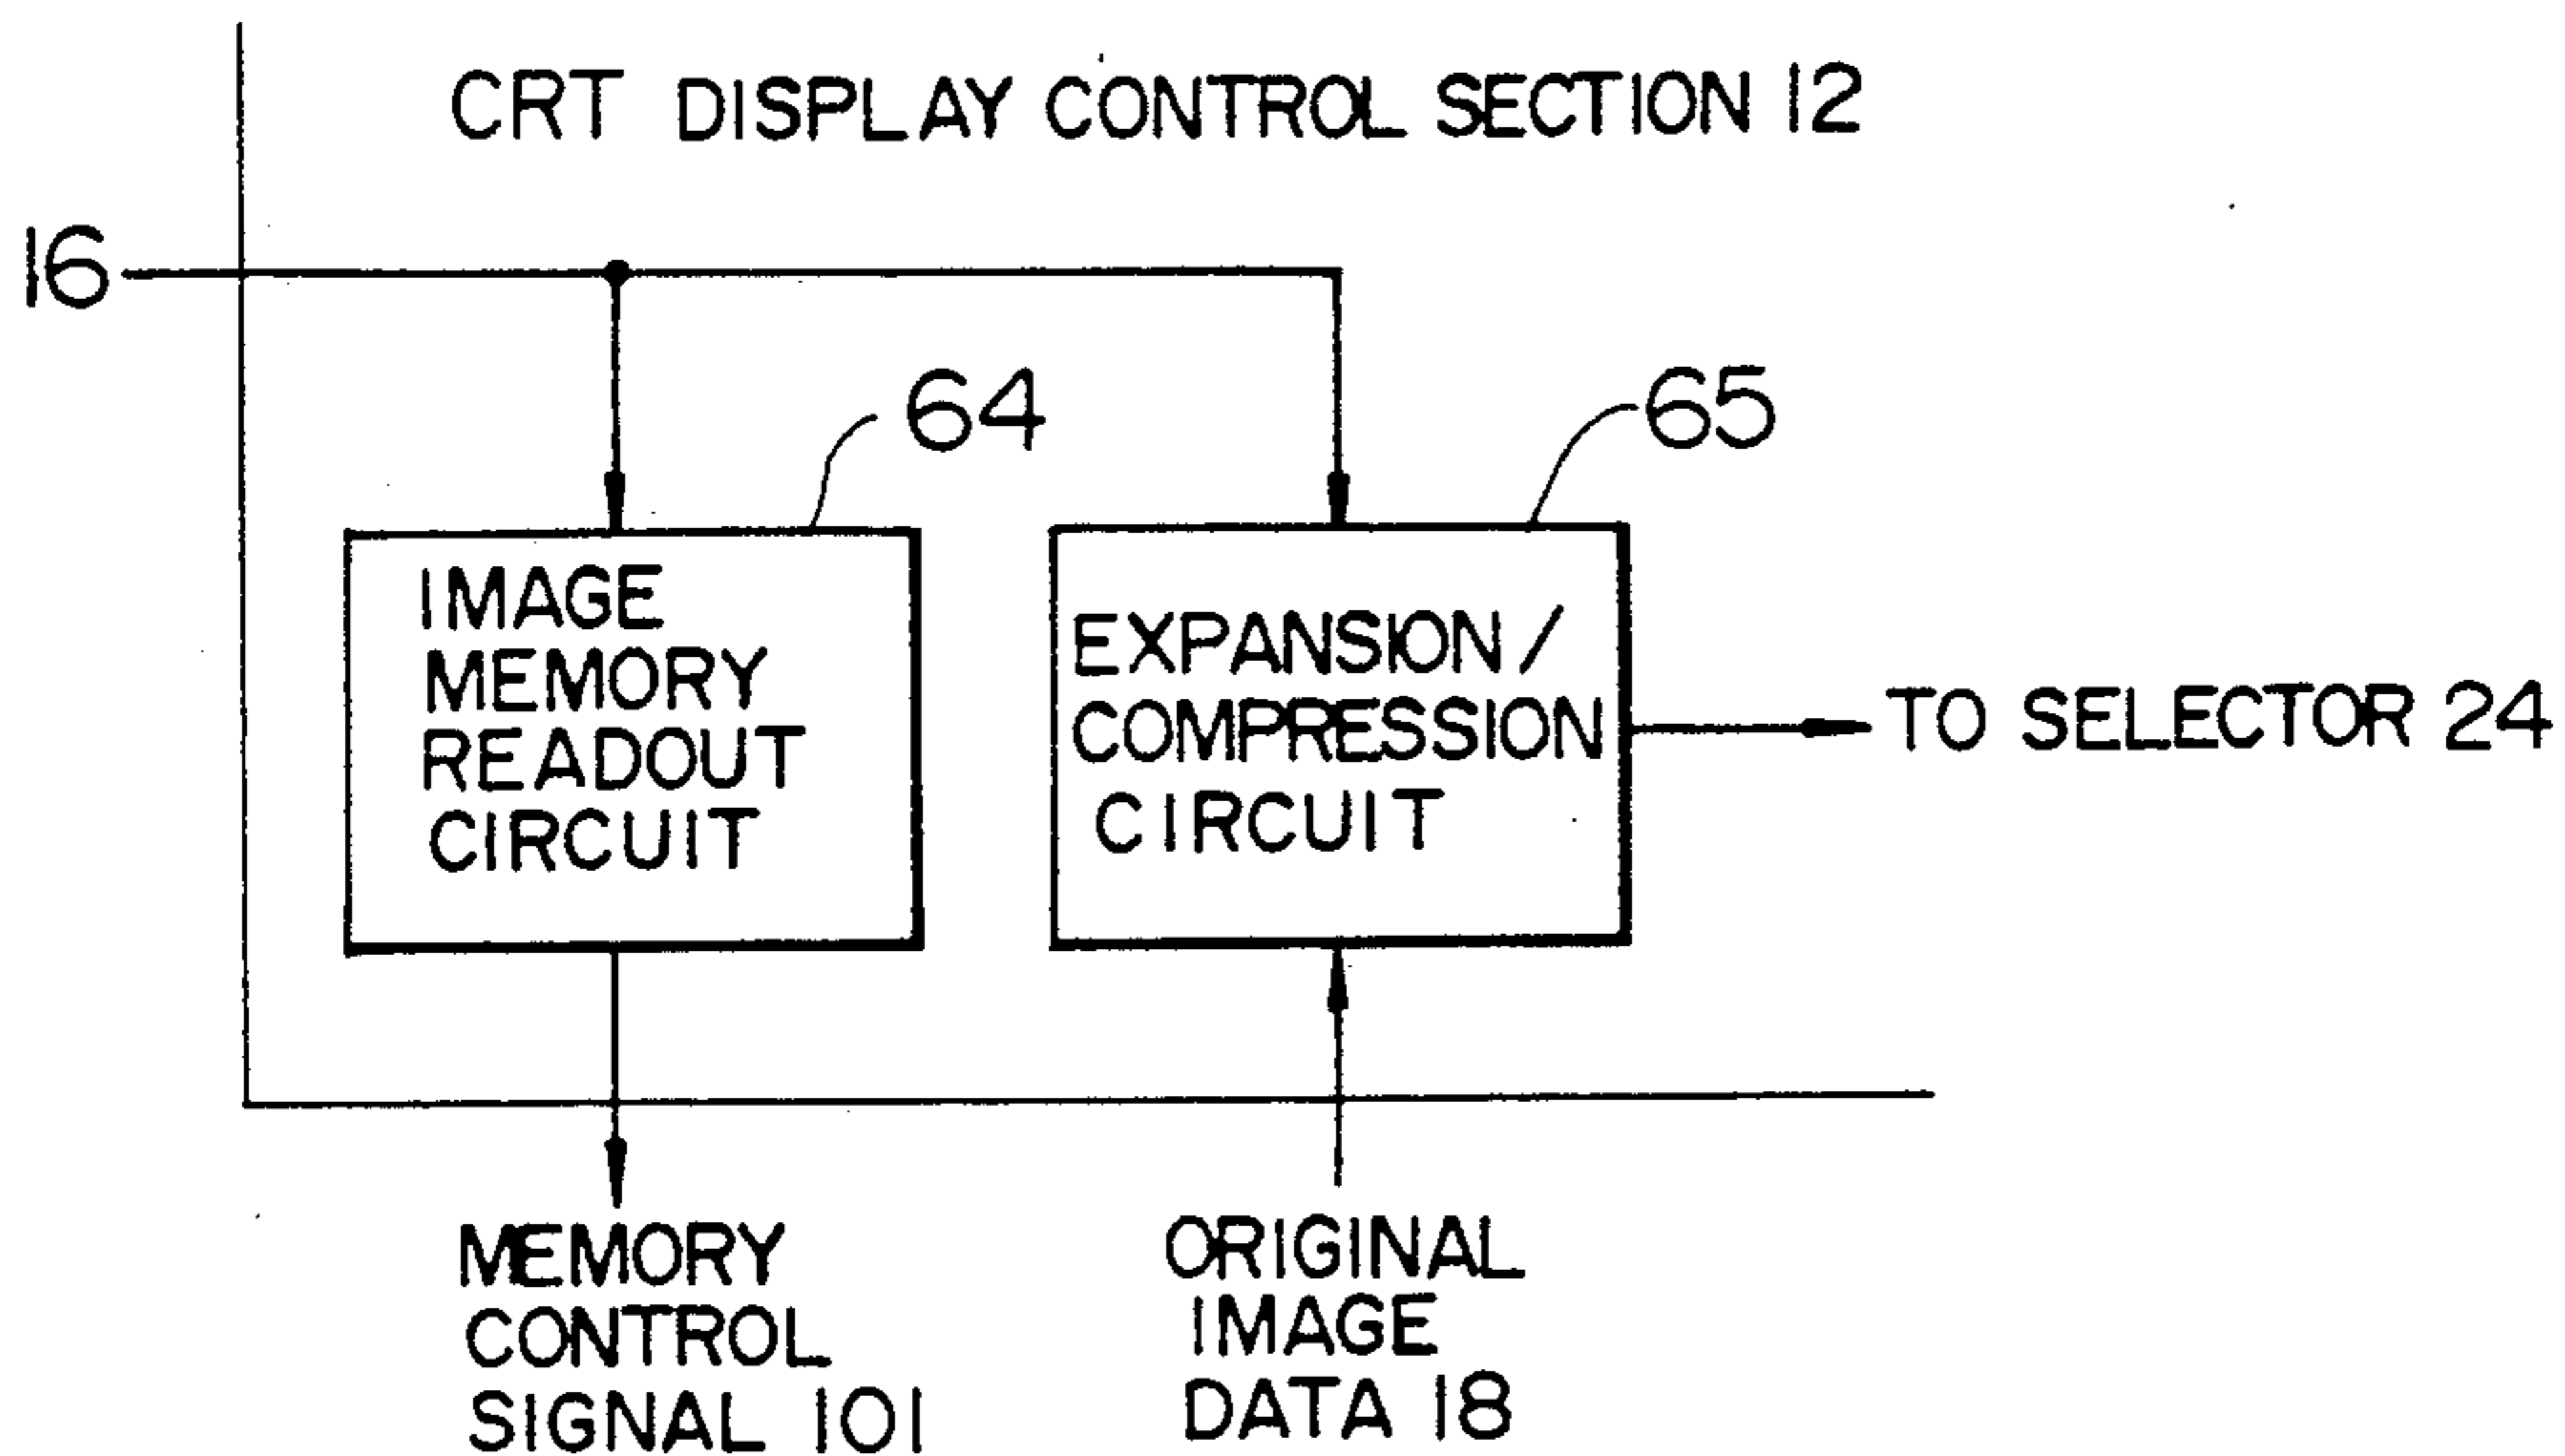 CRT DISPLAY CONTROL SECTION 12
16
64
65
IMAGE
MEMORY
READOUT
CIRCUIT
EXPANSION/
COMPRESSION
CIRCUIT
TO SELECTOR 24
MEMORY
CONTROL
SIGNAL 101
ORIGINAL
IMAGE
DATA 18